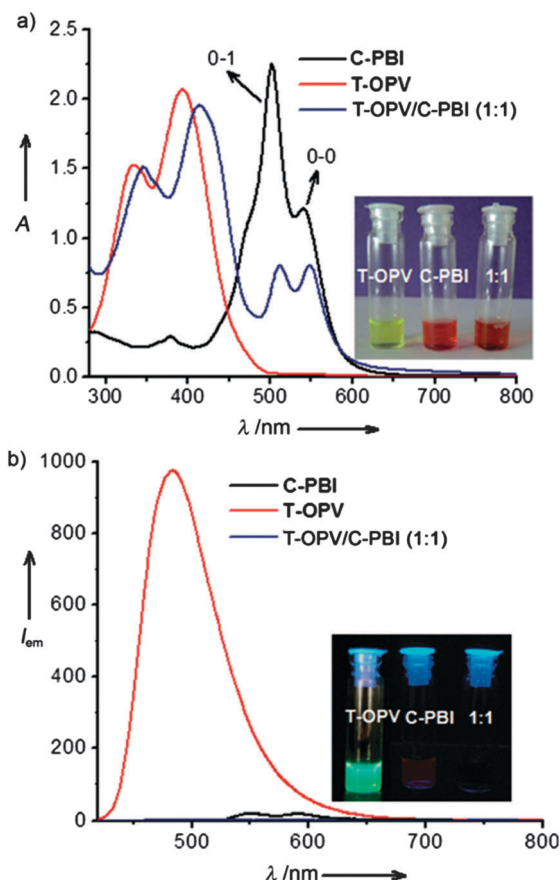 a)
0-1
C-PBI
T-OPV
T-OPV/C-PBI (1:1)
0-0
2.5
2.0
1.5
1.0
0.5
0.0
A
T-OPV C-PBI 1:1
300 400 500 600 700 800
λ /nm
b)
1000
800
600
400
200
0
C-PBI
T-OPV
T-OPV/C-PBI (1:1)
Iem
T-OPV C-PBI 1:1
500 600 700 800
λ /nm